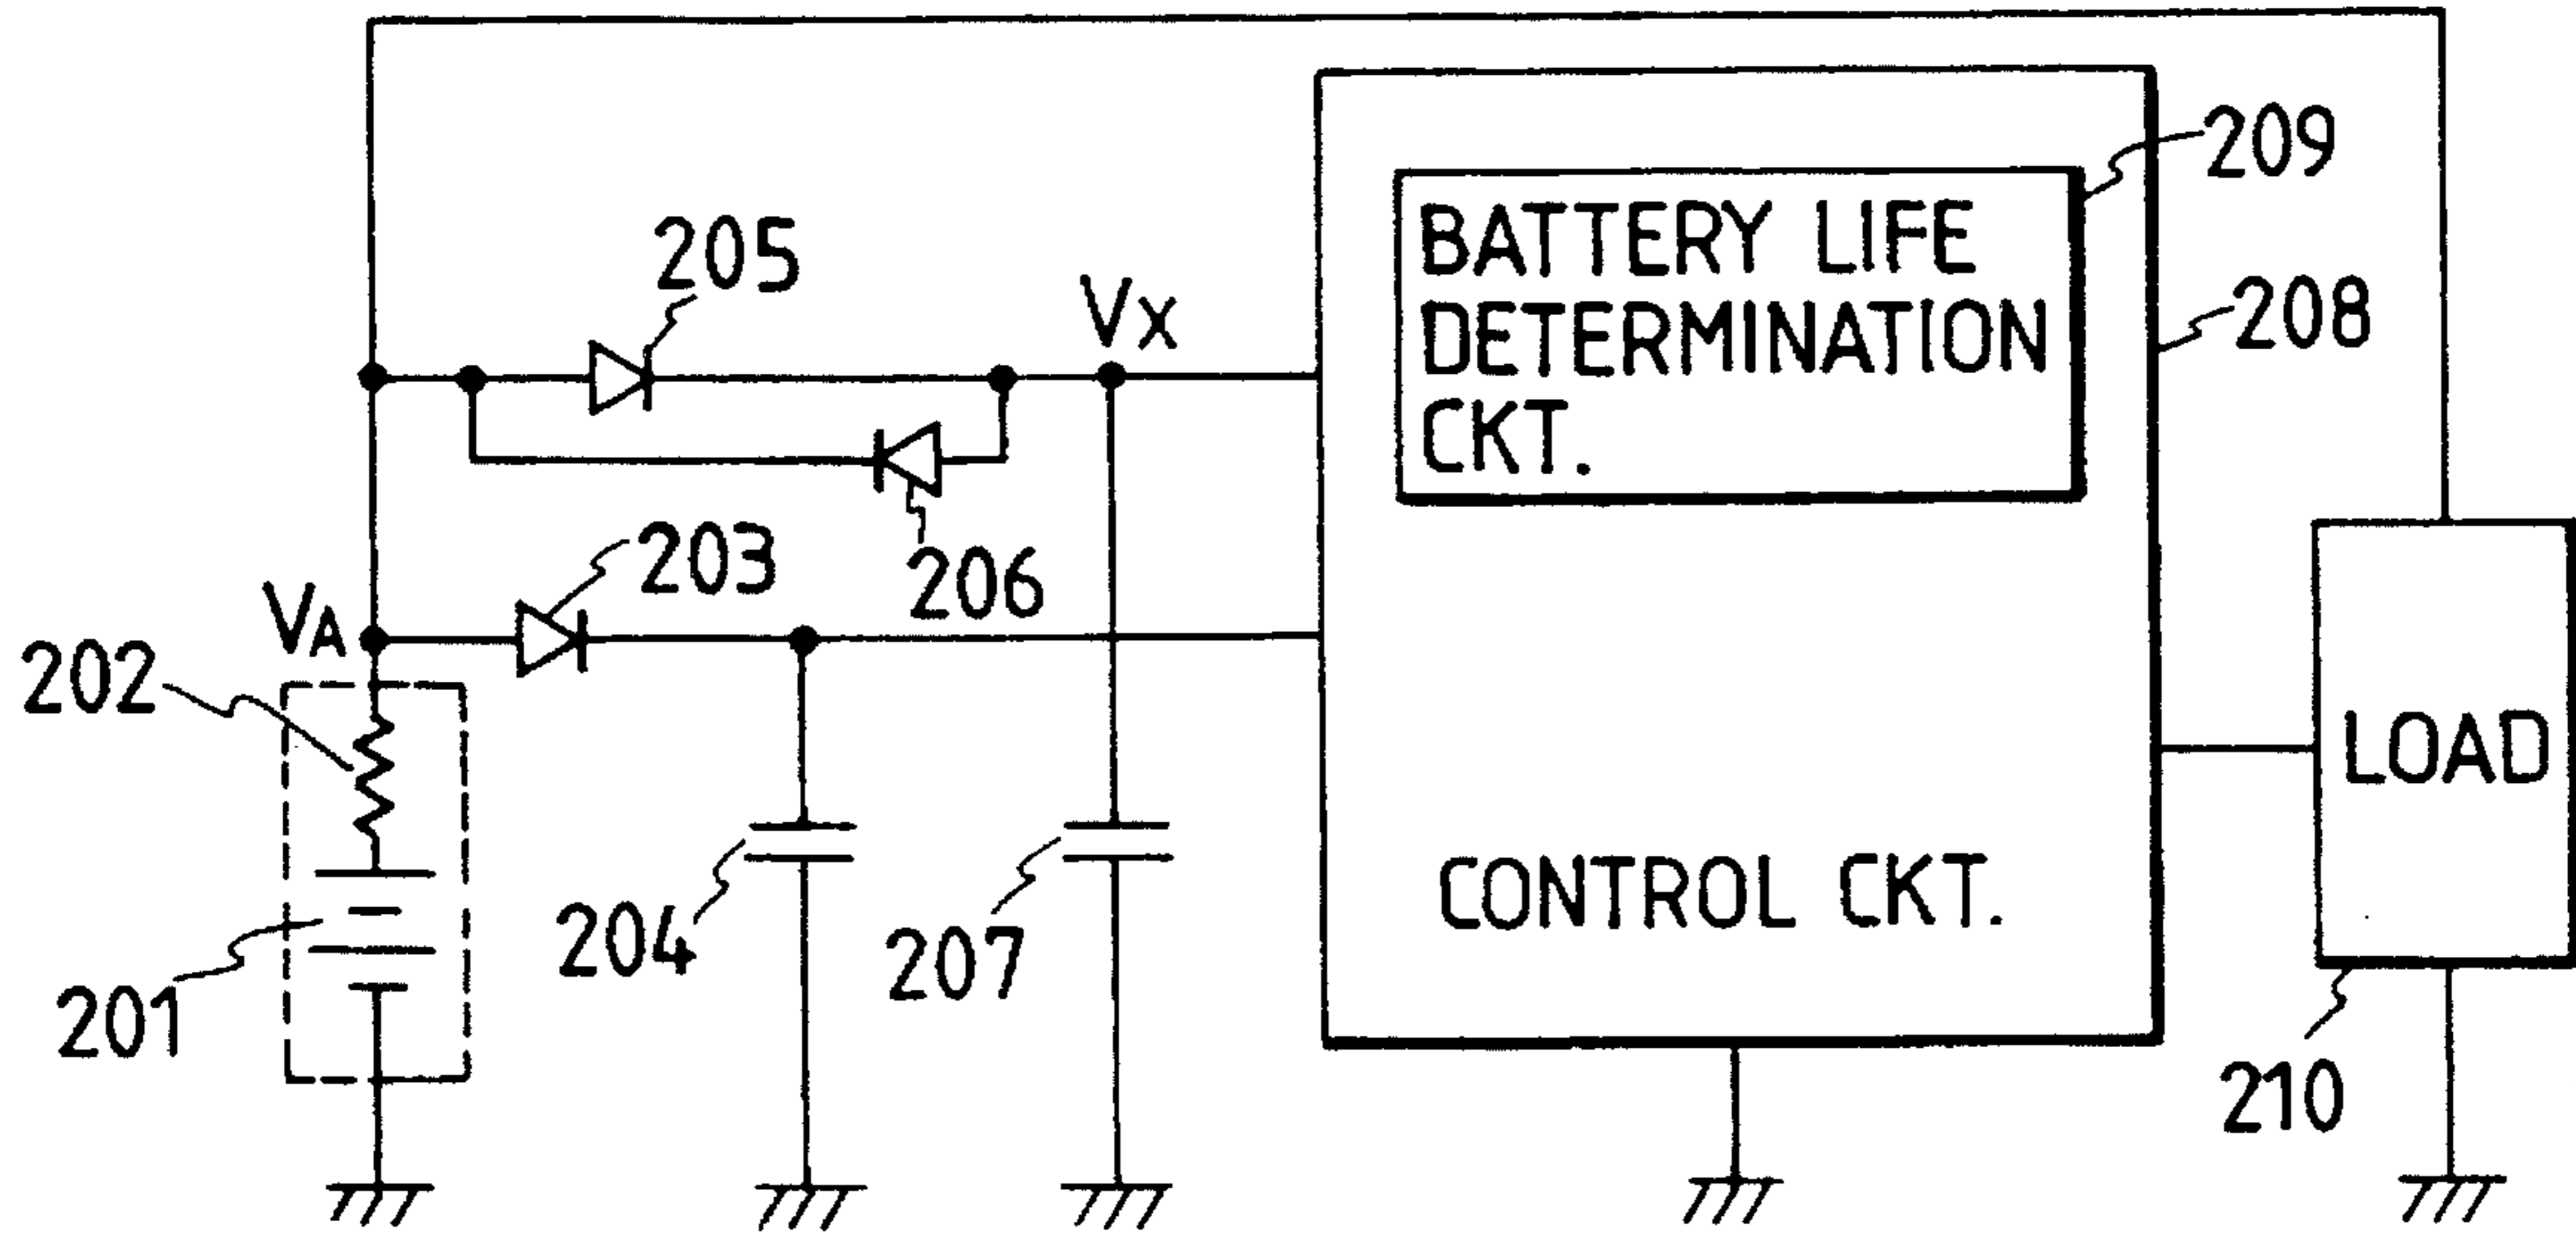 209
BATTERY LIFE
DETERMINATION
CKT.
205
VX
208
203
206
VA
202
LOAD
CONTROL CKT.
204
207
201
210